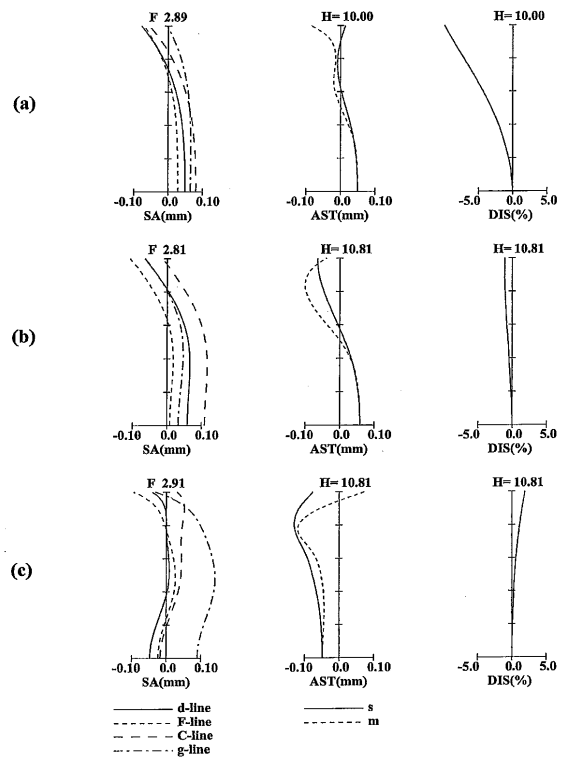 F 2.89 H= 10.00 H= 10.00
(a)
-0.10 0.0 0.10 -0.10 0.0 0.10 -5.0 0.0 5.0
SA(mm) AST(mm) DIS(%)
F 2.81 H= 10.81 H= 10.81
(b)
-0.10 0.0 0.10 -0.10 0.0 0.10 -5.0 0.0 5.0
SA(mm) AST(mm) DIS(%)
F 2.91 H= 10.81 H= 10.81
(c)
-0.10 0.0 0.10 -0.10 0.0 0.10 -5.0 0.0 5.0
SA(mm) AST(mm) DIS(%)
d-line s
F-line m
C-line
g-line